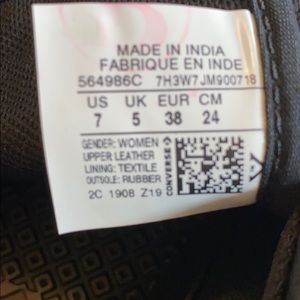 MADE IN INDIA
FABRIQUE EN INDE
564986C 7H3W7JM900718
US UK EUR CM
7 5 38 24
GENDER: WOMEN
UPPER: LEATHER
LINING: TEXTILE
OUTSOLE: RUBBER
CONVERSE
2C 1908 Z19